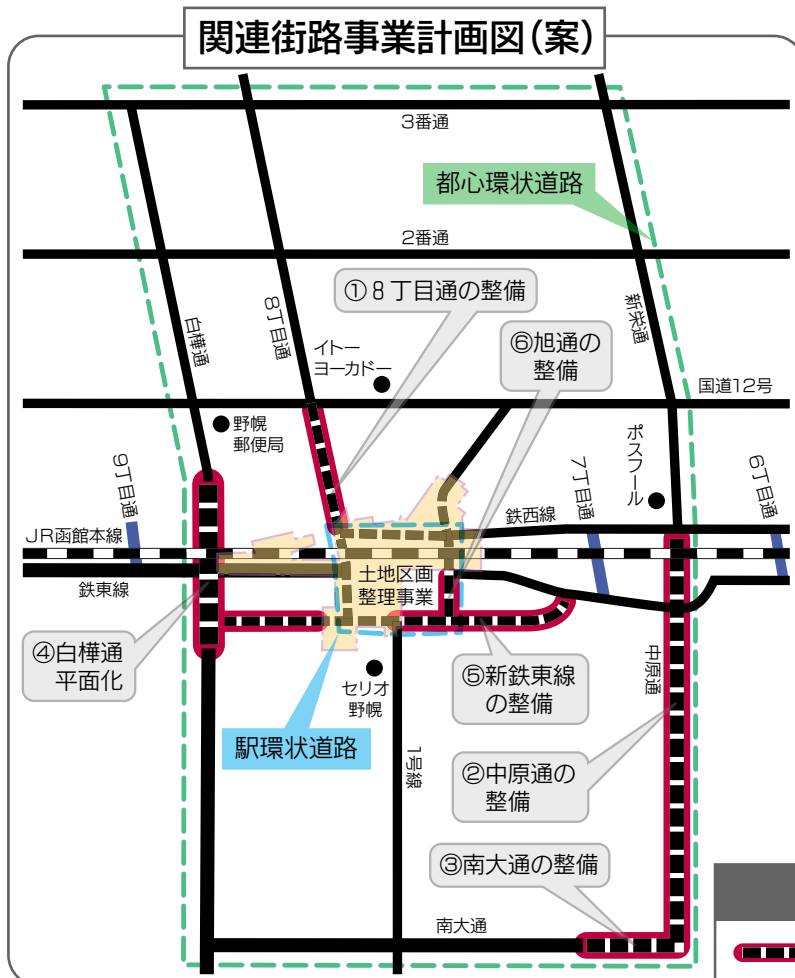 関連街路事業計画図(案)
3番通
都心環状道路
2番通
①8丁目通の整備
白樺通
8丁目通
新栄通
イトー
ヨーカドー
⑥旭通の
整備
国道12号
野幌
郵便局
ポスフール
9丁目通
7丁目通
6丁目通
鉄西線
JR函館本線
鉄東線
土地区画
整理事業
④白樺通
平面化
セリオ
野幌
⑤新鉄東線
の整備
中原通
駅環状道路
1号線
②中原通の
整備
③南大通の整備
南大通